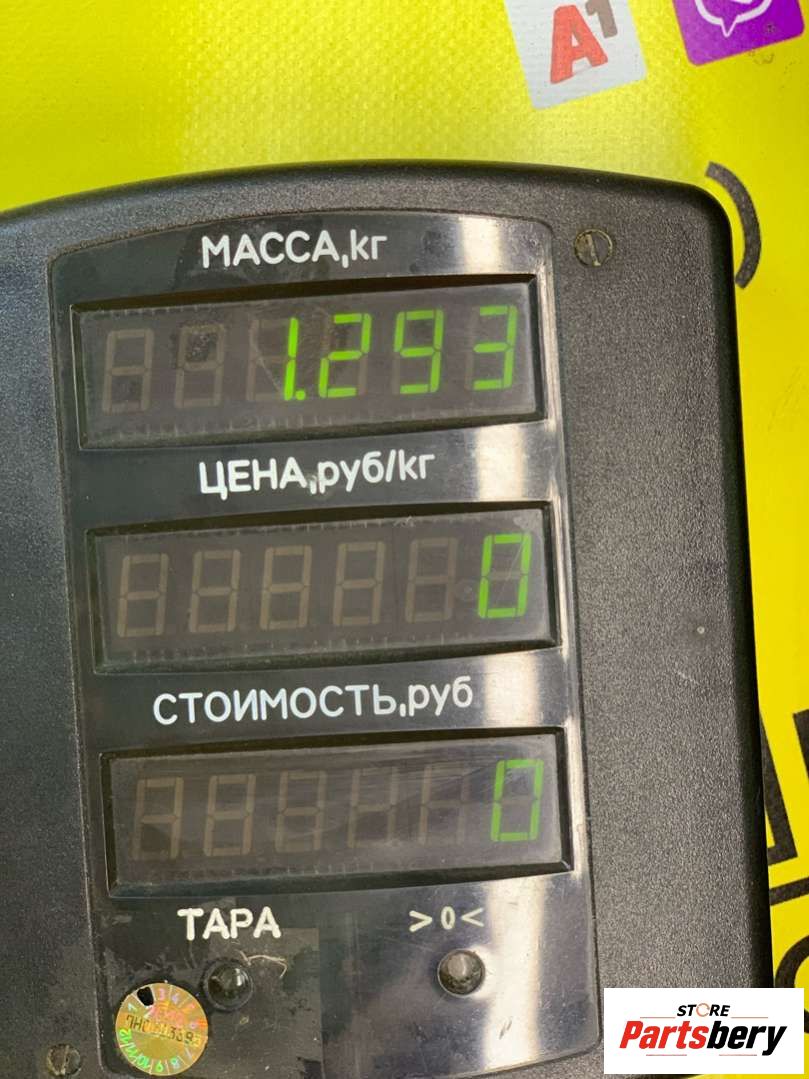 A1
МАССА,кг
1.293
ЦЕНА,руб/кг
0
СТОИМОСТЬ,руб
0
ТАРА >0<
STORE
Partsbery